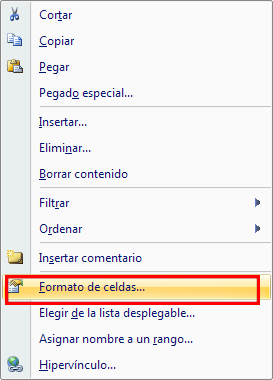 Cortar
Copiar
Pegar
Pegado especial...
Insertar...
Eliminar...
Borrar contenido
Filtrar
Ordenar
Insertar comentario
Formato de celdas...
Elegir de la lista desplegable...
Asignar nombre a un rango...
Hipervínculo...